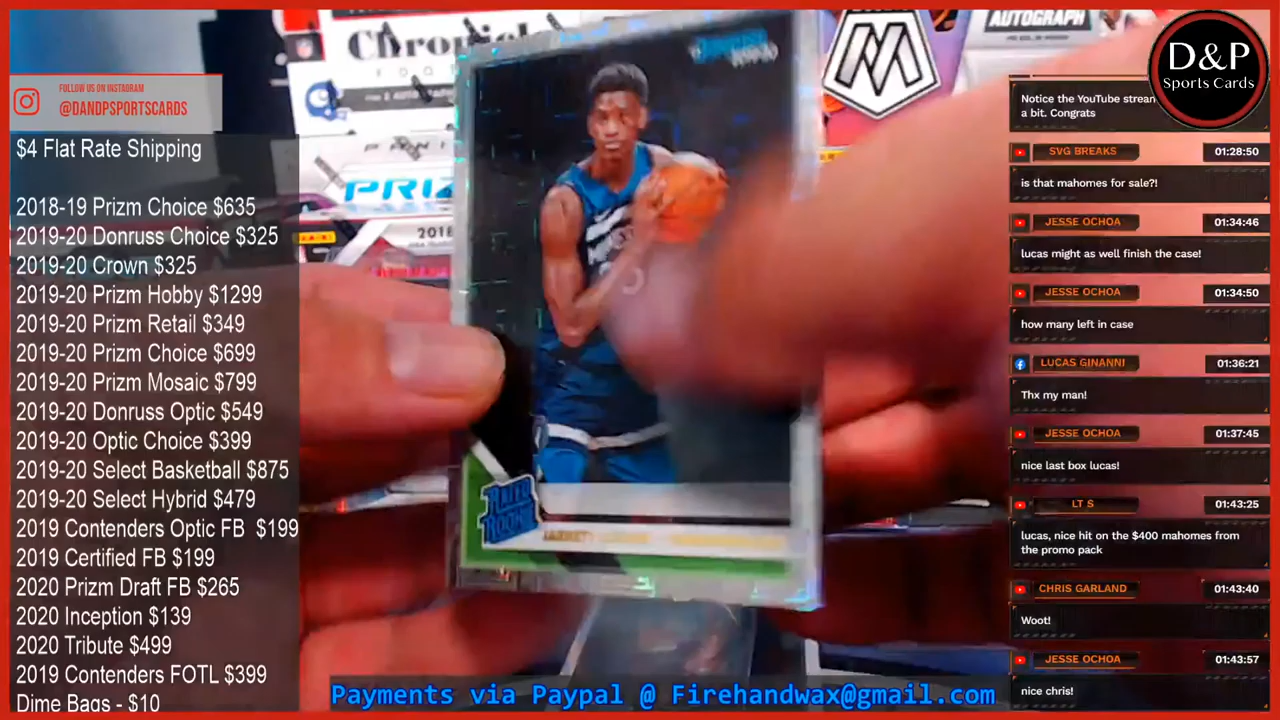 FOLLOW US ON INSTAGRAM
@DANDPSPORTSCARDS
$4 Flat Rate Shipping
2018-19 Prizm Choice $635
2019-20 Donruss Choice $325
2019-20 Crown $325
2019-20 Prizm Hobby $1299
2019-20 Prizm Retail $349
2019-20 Prizm Choice $699
2019-20 Prizm Mosaic $799
2019-20 Donruss Optic $549
2019-20 Optic Choice $399
2019-20 Select Basketball $875
2019-20 Select Hybrid $479
2019 Contenders Optic FB $199
2019 Certified FB $199
2020 Prizm Draft FB $265
2020 Inception $139
2020 Tribute $499
2019 Contenders FOTL $399
Dime Bags - $10
Chronicl
PANINI
PRIZ
2018
RATED
ROOKIE
JARRETT
M
AUTOGRAPH
D&P
Sports Cards
Notice the YouTube strean
a bit. Congrats
SVG BREAKS 01:28:50
is that mahomes for sale?!
JESSE OCHOA 01:34:46
lucas might as well finish the case!
JESSE OCHOA 01:34:50
how many left in case
LUCAS GINANNI 01:36:21
Thx my man!
JESSE OCHOA 01:37:45
nice last box lucas!
LT S 01:43:25
lucas, nice hit on the $400 mahomes from
the promo pack
CHRIS GARLAND 01:43:40
Woot!
JESSE OCHOA 01:43:57
nice chris!
Payments via Paypal @ Firehandwax@gmail.com